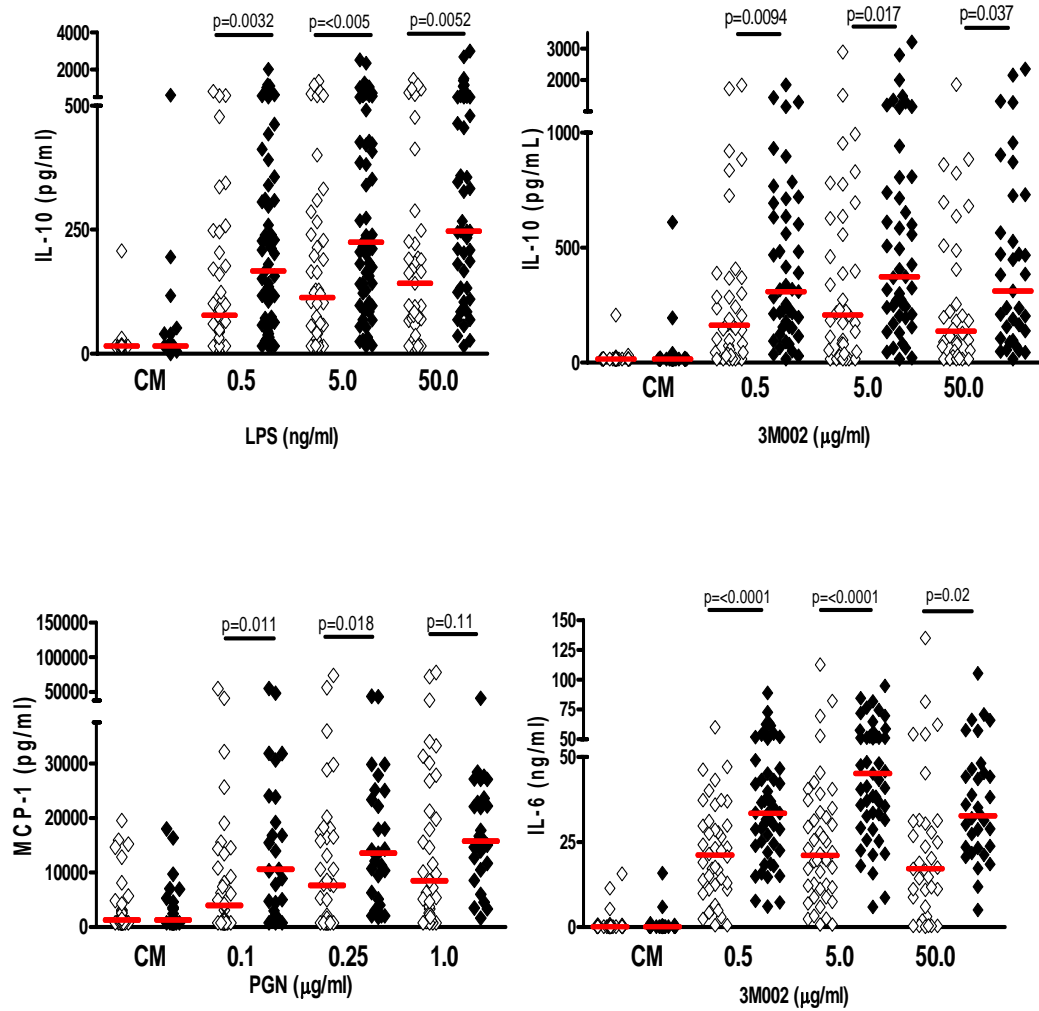 p=0.0032 p=<0.005 p=0.0052
4000
2000
500
250
0
IL-10 (pg/ml)
CM 0.5 5.0 50.0
LPS (ng/ml)
p=0.0094 p=0.017 p=0.037
3000
2000
1000
500
0
IL-10 (pg/mL)
CM 0.5 5.0 50.0
3M002 (μg/ml)
p=0.011 p=0.018 p=0.11
150000
100000
50000
30000
20000
10000
0
MCP-1 (pg/ml)
CM 0.1 0.25 1.0
PGN (μg/ml)
p=<0.0001 p=<0.0001 p=0.02
150
125
100
75
50
50
25
0
IL-6 (ng/ml)
CM 0.5 5.0 50.0
3M002 (μg/ml)